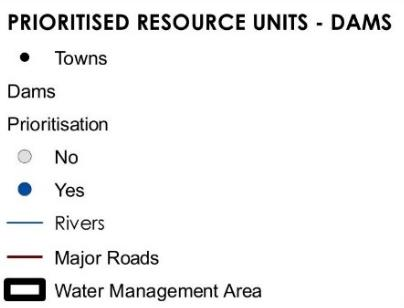 PRIORITISED RESOURCE UNITS - DAMS
Towns
Dams
Prioritisation
No
Yes
Rivers
Major Roads
Water Management Area